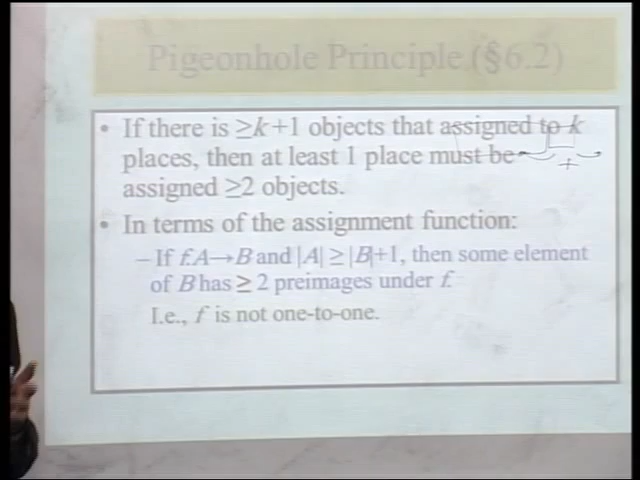 Pigeonhole Principle (§6.2)
• If there is ≥k+1 objects that assigned to k
places, then at least 1 place must be
assigned ≥2 objects.
• In terms of the assignment function:
– If f:A→B and |A| ≥ |B|+1, then some element
of B has ≥ 2 preimages under f.
I.e., f is not one-to-one.